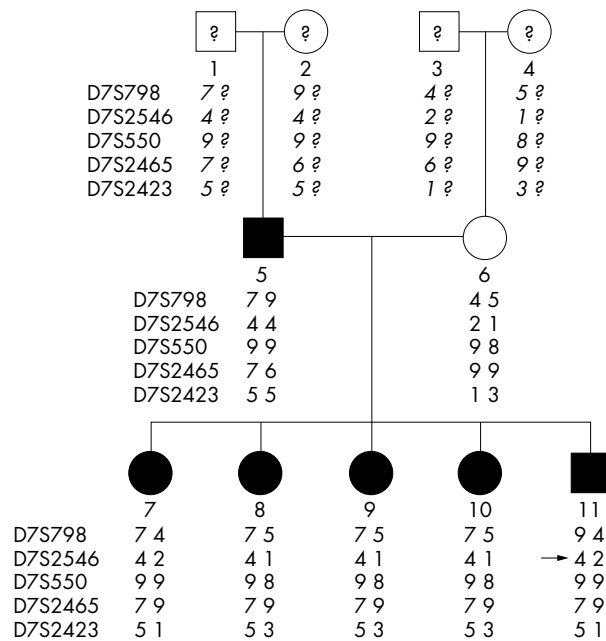 ? ? ? ?
1 2 3 4
D7S798 7 ? 9 ? 4 ? 5 ?
D7S2546 4 ? 4 ? 2 ? 1 ?
D7S550 9 ? 9 ? 9 ? 8 ?
D7S2465 7 ? 6 ? 6 ? 9 ?
D7S2423 5 ? 5 ? 1 ? 3 ?
5 6
D7S798 7 9 4 5
D7S2546 4 4 2 1
D7S550 9 9 9 8
D7S2465 7 6 9 9
D7S2423 5 5 1 3
7 8 9 10 11
D7S798 7 4 7 5 7 5 7 5 9 4
D7S2546 4 2 4 1 4 1 4 1 4 2
D7S550 9 9 9 8 9 8 9 8 9 9
D7S2465 7 9 7 9 7 9 7 9 7 9
D7S2423 5 1 5 3 5 3 5 3 5 1